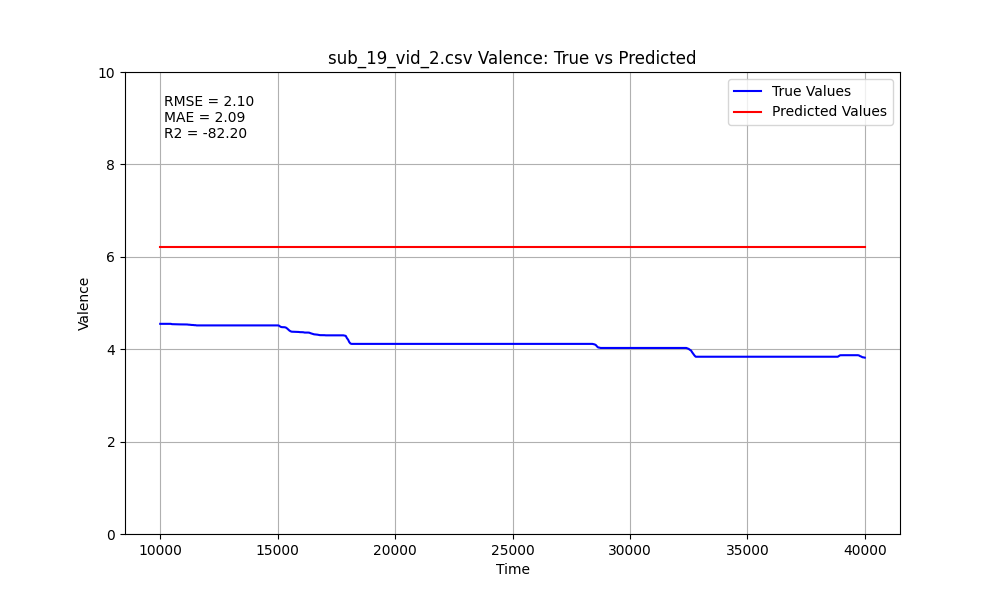 sub_19_vid_2.csv Valence: True vs Predicted
RMSE = 2.10
MAE = 2.09
R2 = -82.20
True Values
Predicted Values
Valence
10
8
6
4
2
0
10000 15000 20000 25000 30000 35000 40000
Time